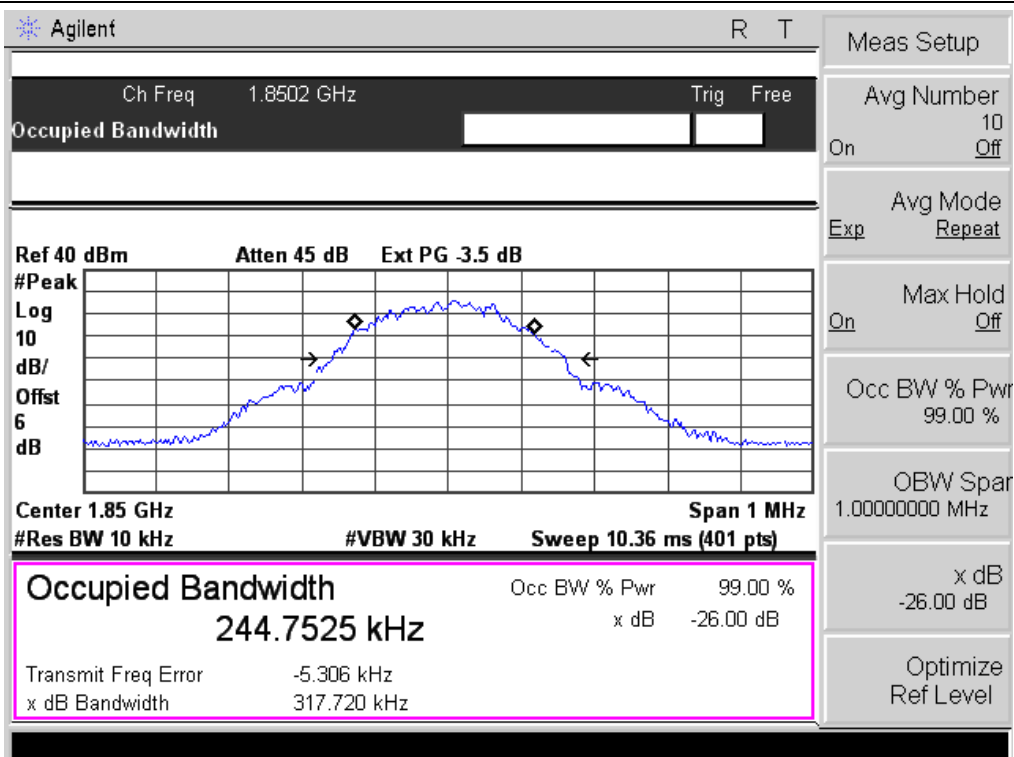 Agilent
R T
Ch Freq 1.8502 GHz Trig Free
Occupied Bandwidth
Ref 40 dBm Atten 45 dB Ext PG -3.5 dB
#Peak
Log
10
dB/
Offst
6
dB
Center 1.85 GHz Span 1 MHz
#Res BW 10 kHz #VBW 30 kHz Sweep 10.36 ms (401 pts)
Occupied Bandwidth
244.7525 kHz
Occ BW % Pwr 99.00 %
x dB -26.00 dB
Transmit Freq Error -5.306 kHz
x dB Bandwidth 317.720 kHz
Meas Setup
Avg Number
10
On Off
Avg Mode
Exp Repeat
Max Hold
On Off
Occ BW % Pwr
99.00 %
OBW Span
1.00000000 MHz
x dB
-26.00 dB
Optimize
Ref Level